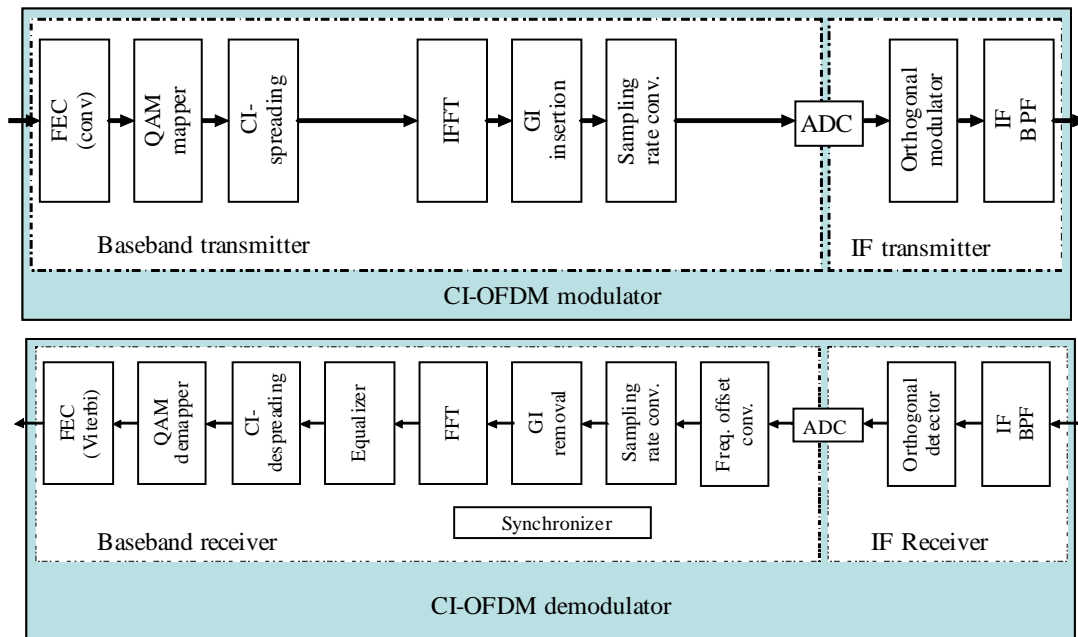 FEC
(conv)
QAM
mapper
CI-
spreading
IFFT
GI
insertion
Sampling
rate conv.
ADC
Orthogonal
modulator
IF
BPF
Baseband transmitter
IF transmitter
CI-OFDM modulator
FEC
(Viterbi)
QAM
demapper
CI-
despreading
Equalizer
FFT
GI
removal
Sampling
rate conv.
Freq. offset
conv.
ADC
Orthogonal
detector
IF
BPF
Synchronizer
Baseband receiver
IF Receiver
CI-OFDM demodulator